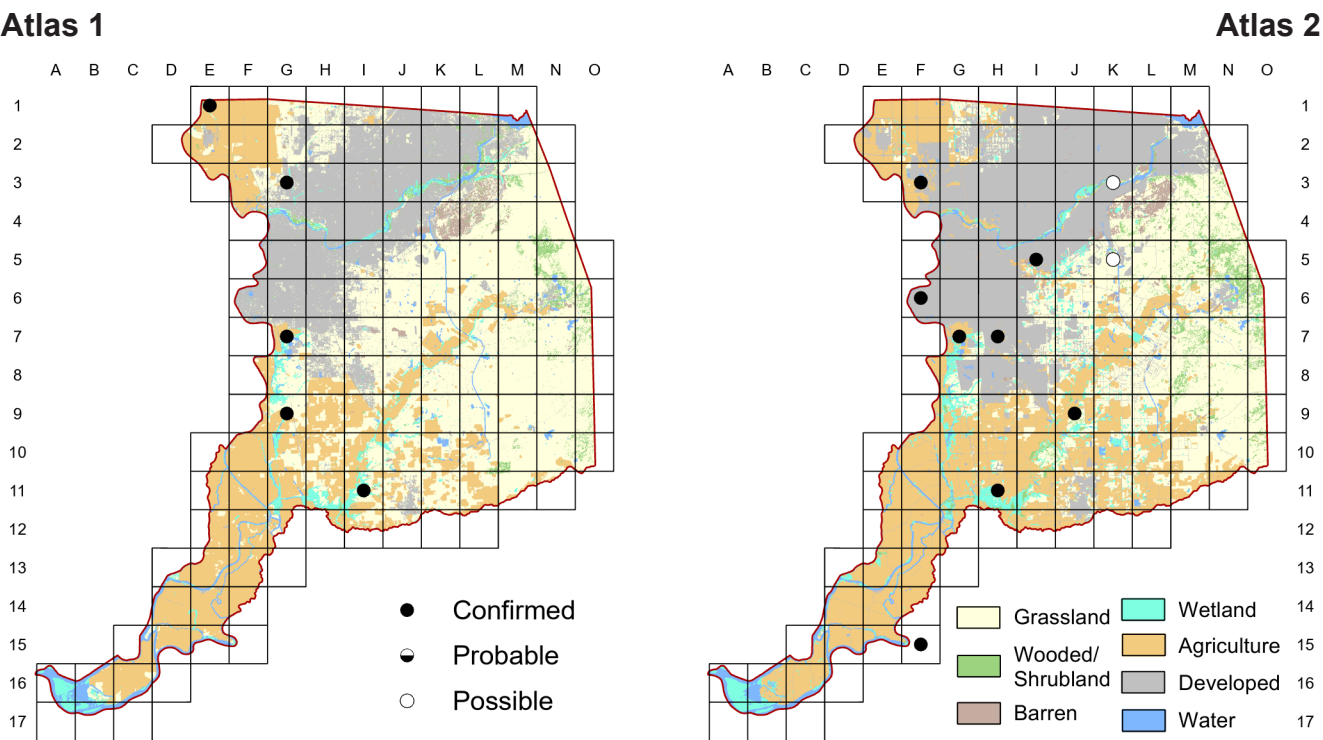 Atlas 1
Atlas 2
A B C D E F G H I J K L M N O
A B C D E F G H I J K L M N O
1 1
2 2
3 3
4 4
5 5
6 6
7 7
8 8
9 9
10 10
11 11
12 12
13 13
14 14
15 15
16 16
17 17
Confirmed
Probable
Possible
Grassland
Wooded/
Shrubland
Barren
Wetland
Agriculture
Developed
Water